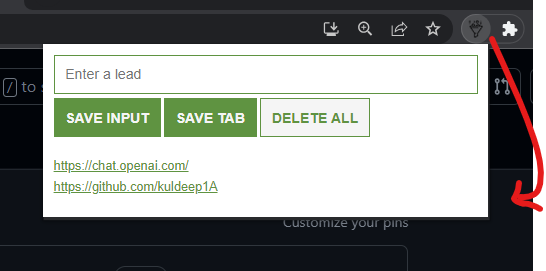 Enter a lead
/ to s
SAVE INPUT SAVE TAB DELETE ALL
https://chat.openai.com/
https://github.com/kuldeep1A
Customize your pins